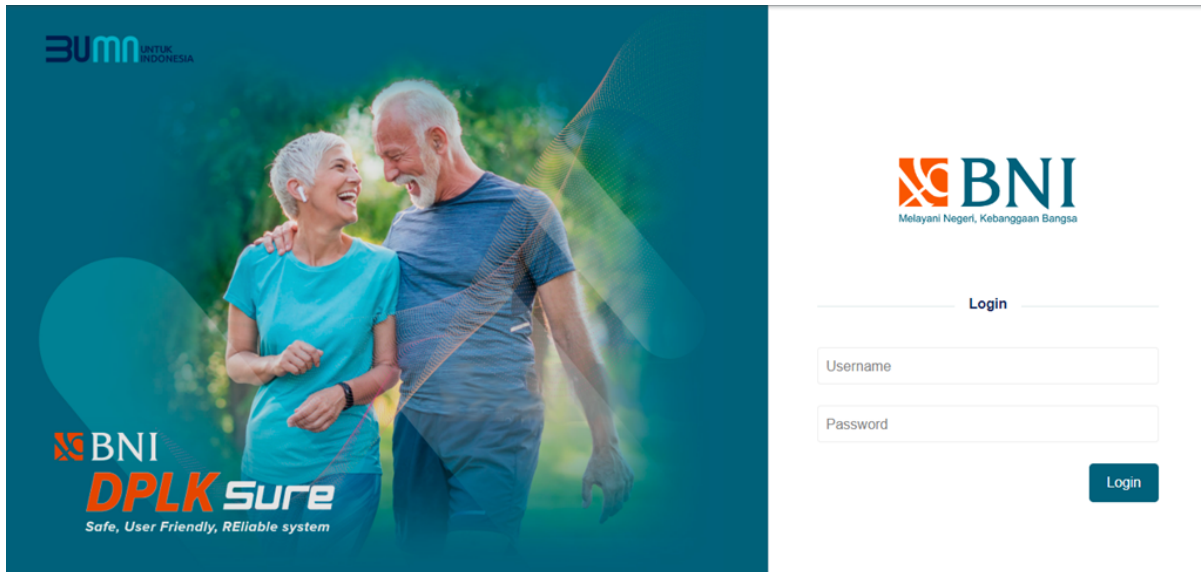 BUMN UNTUK
INDONESIA
BNI
DPLK Sure
Safe, User Friendly, REliable system
BNI
Melayani Negeri, Kebanggaan Bangsa
Login
Username
Password
Login